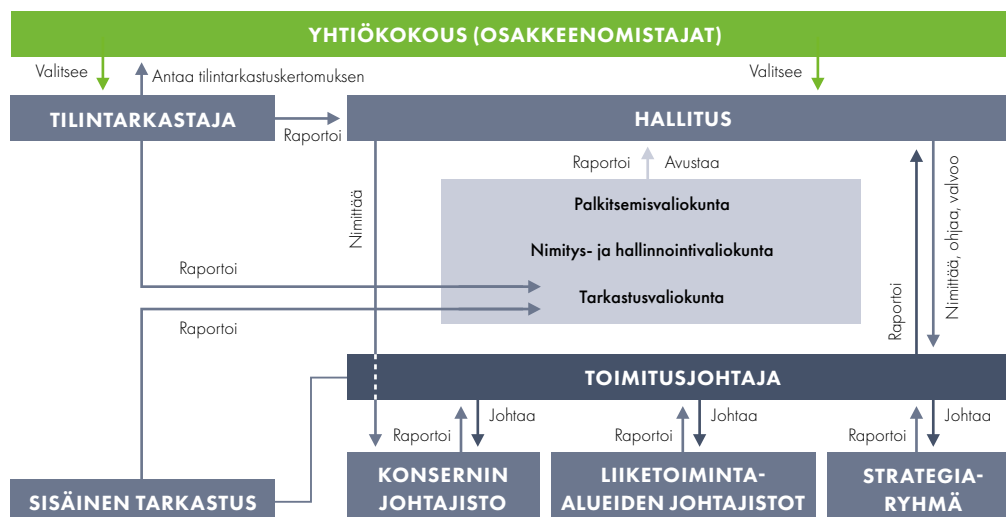 YHTIÖKOKOUS (OSAKKEENOMISTAJAT)
Valitsee
Antaa tilintarkastuskertomuksen
Valitsee
TILINTARKASTAJA
Raportoi
HALLITUS
Raportoi
Avustaa
Nimittää
Palkitsemisvaliokunta
Nimitys- ja hallinnointivaliokunta
Tarkastusvaliokunta
Raportoi
Raportoi
Raportoi
Nimittää, ohjaa, valvoo
TOIMITUSJOHTAJA
Raportoi
Johtaa
Raportoi
Johtaa
Raportoi
Johtaa
SISÄINEN TARKASTUS
KONSERNIN
JOHTAJISTO
LIIKETOIMINTA-
ALUEIDEN JOHTAJISTOT
STRATEGIA-
RYHMÄ